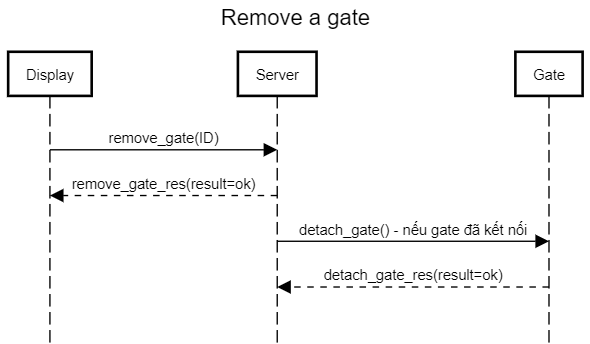 Remove a gate
Display
Server
Gate
remove_gate(ID)
remove_gate_res(result=ok)
detach_gate() - nếu gate đã kết nối
detach_gate_res(result=ok)